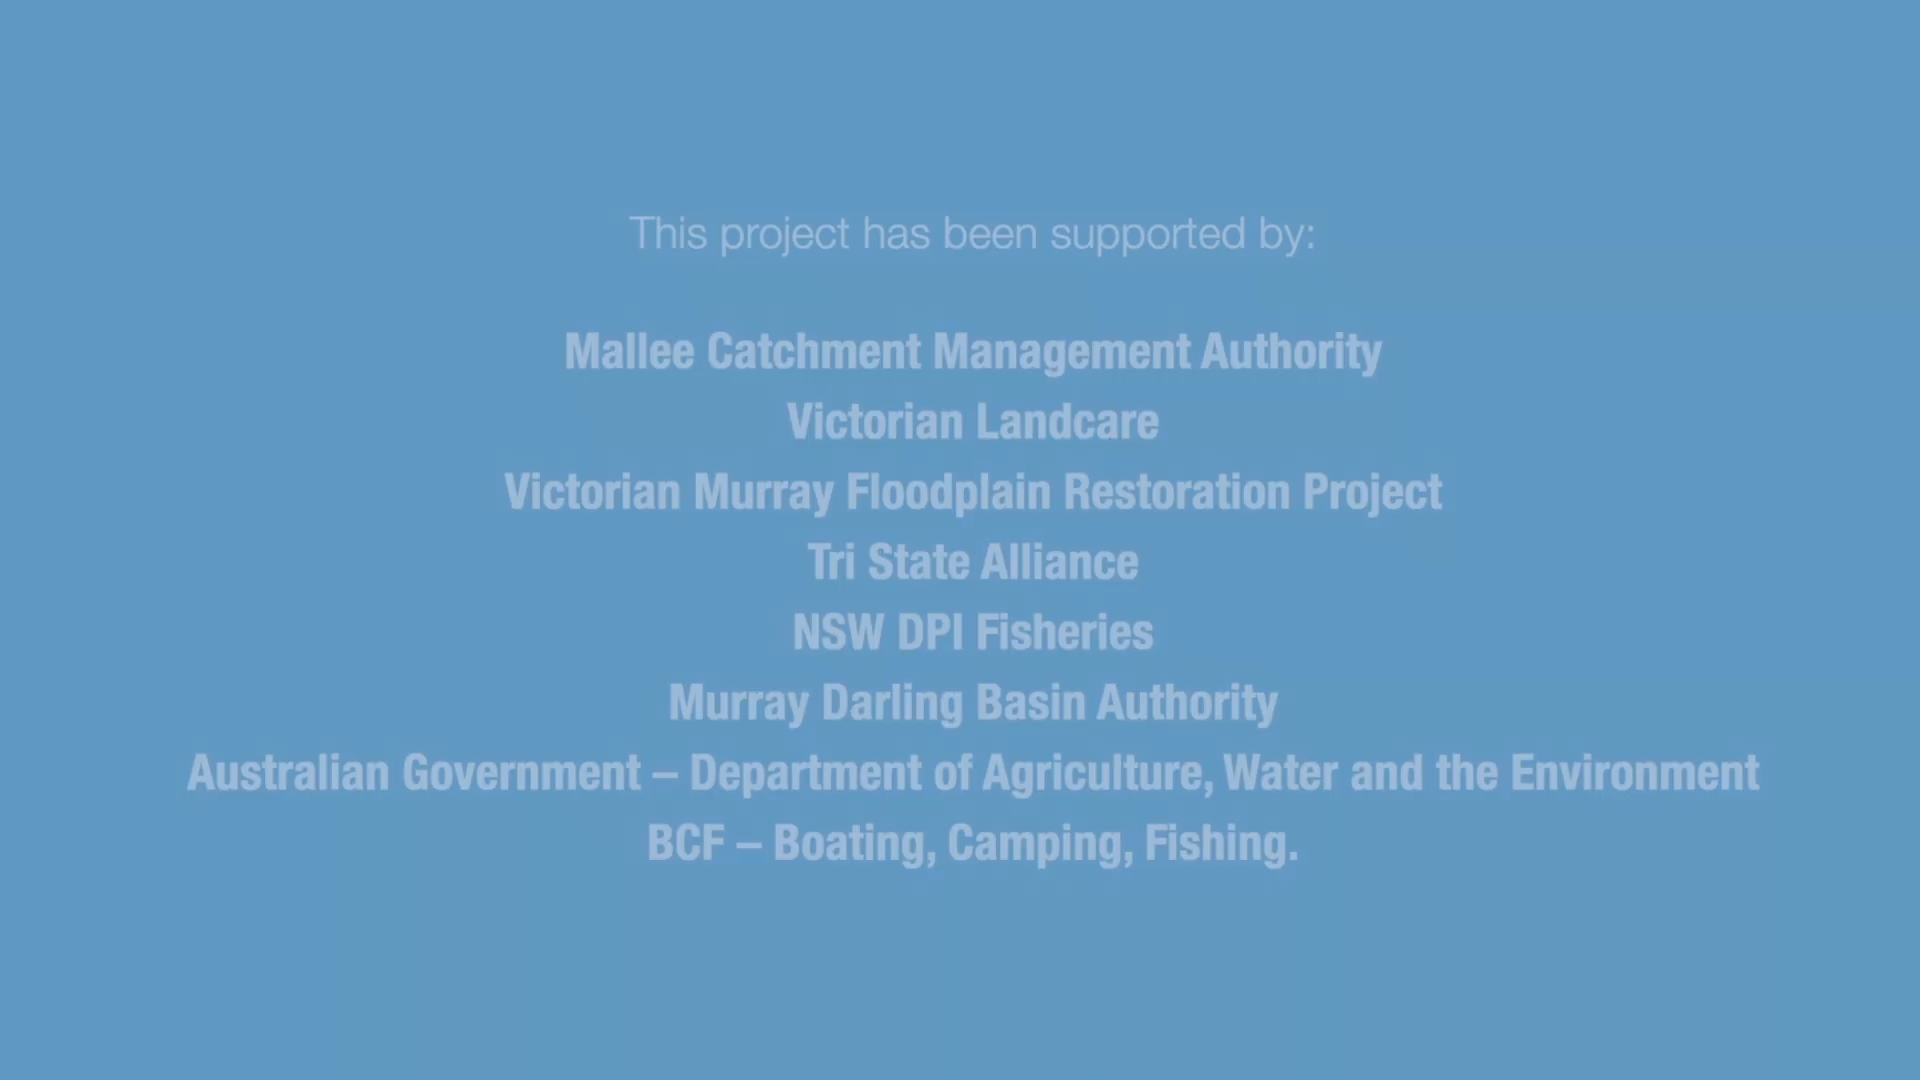 This project has been supported by:
Mallee Catchment Management Authority
Victorian Landcare
Victorian Murray Floodplain Restoration Project
Tri State Alliance
NSW DPI Fisheries
Murray Darling Basin Authority
Australian Government – Department of Agriculture, Water and the Environment
BCF – Boating, Camping, Fishing.